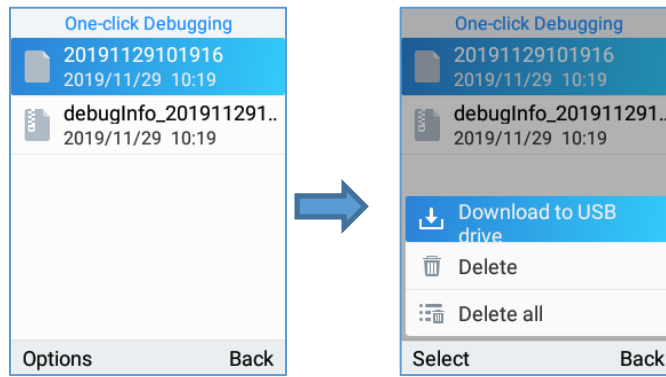 One-click Debugging
20191129101916
2019/11/29 10:19
debugInfo_201911291..
2019/11/29 10:19
Options
Back
One-click Debugging
20191129101916
2019/11/29 10:19
debugInfo_201911291..
2019/11/29 10:19
Download to USB
drive
Delete
Delete all
Select
Back